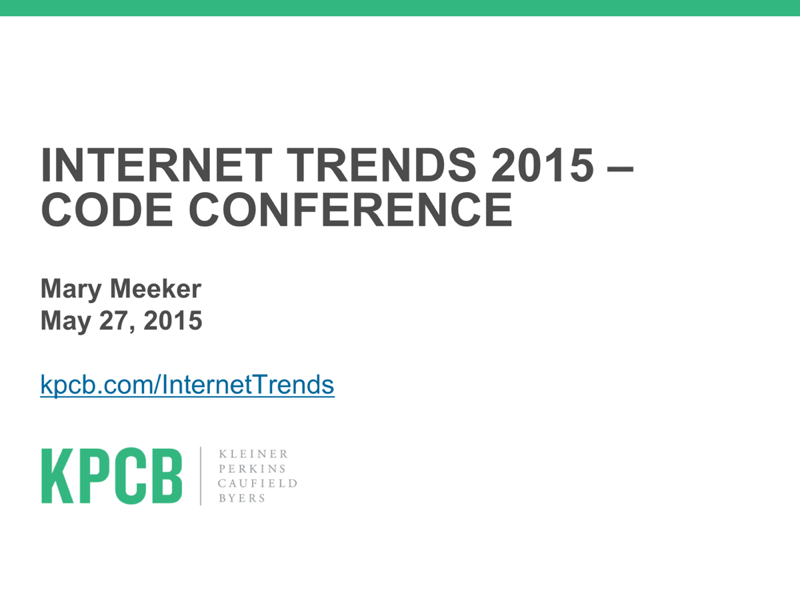 INTERNET TRENDS 2015 –
CODE CONFERENCE
Mary Meeker
May 27, 2015
kpcb.com/InternetTrends
KPCB
KLEINER
PERKINS
CAUFIELD
BYERS